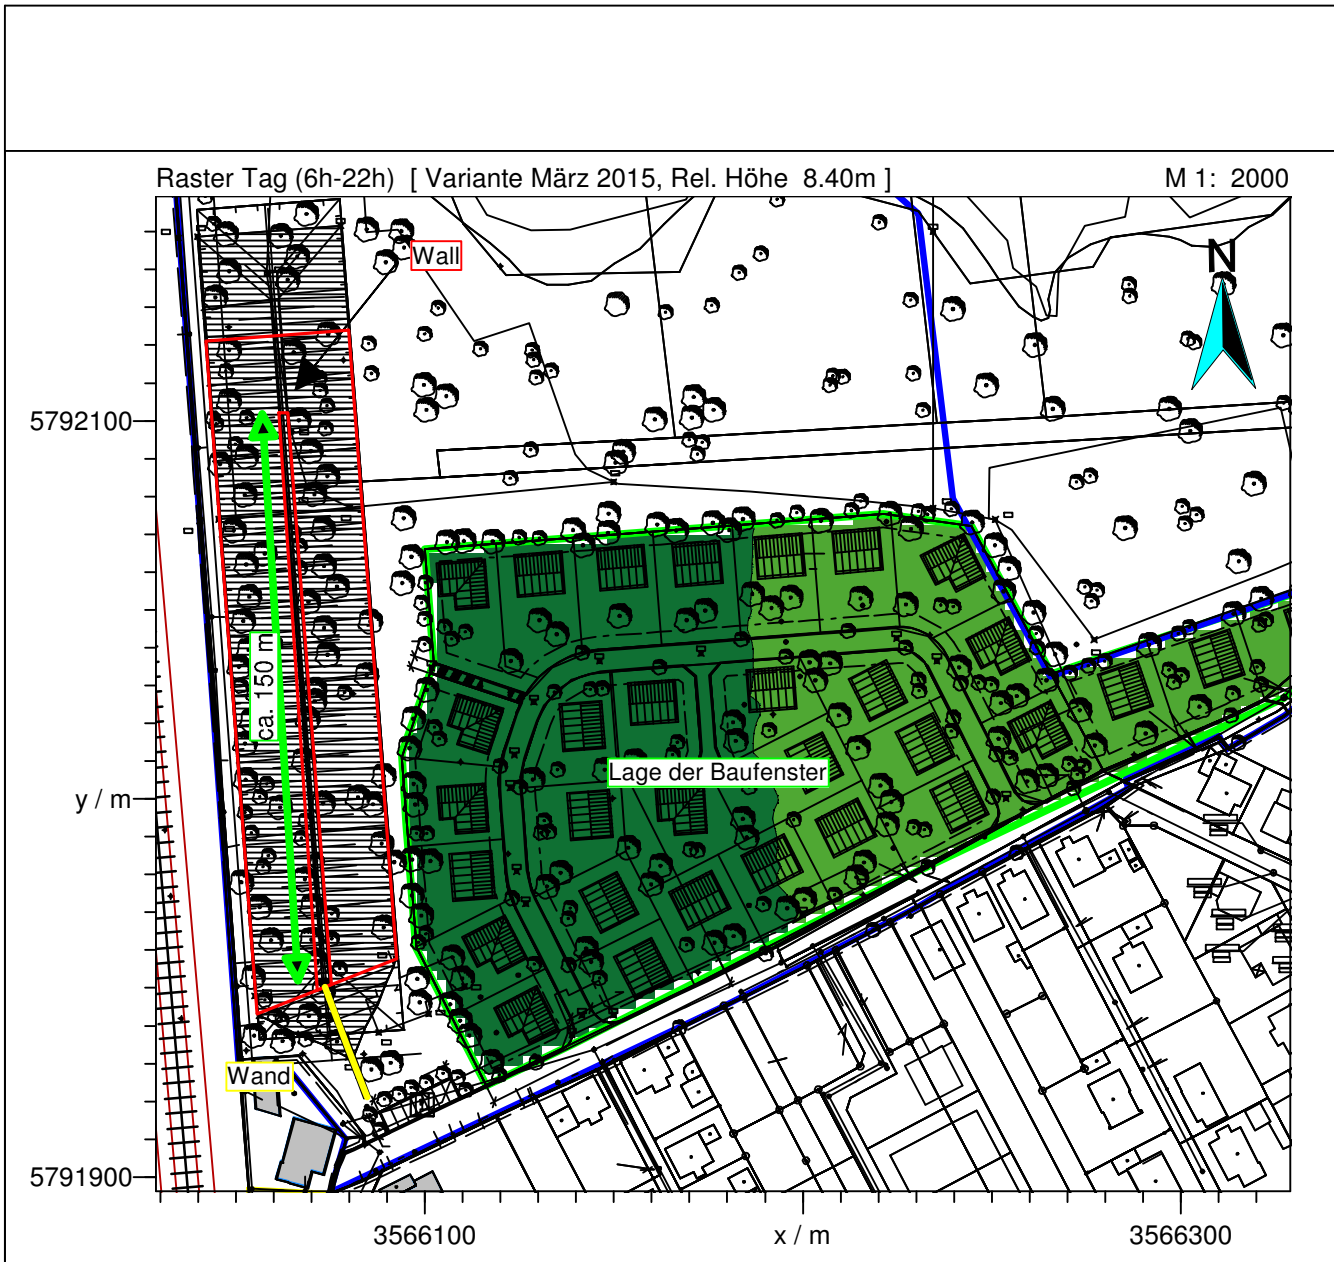 Raster Tag (6h-22h) [ Variante März 2015, Rel. Höhe 8.40m ] M 1: 2000
Wall
N
5792100
ca. 150 m
Lage der Baufenster
y / m
Wand
5791900
3566100 x / m 3566300